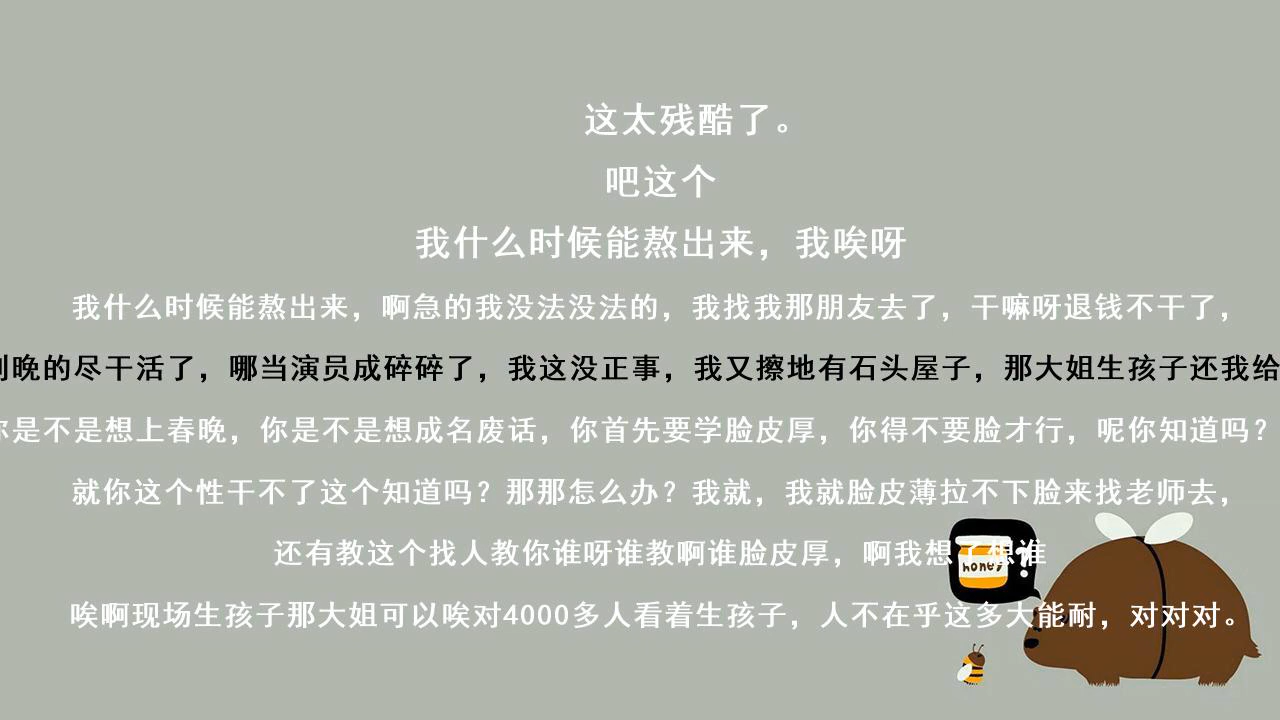 这太残酷了。
吧这个
我什么时候能熬出来，我唉呀
我什么时候能熬出来，啊急的我没法没法的，我找我那朋友去了，干嘛呀退钱不干了，
到晚的尽干活了，哪当演员成碎碎了，我这没正事，我又擦地有石头屋子，那大姐生孩子还我给
你是不是想上春晚，你是不是想成名废话，你首先要学脸皮厚，你得不要脸才行，呢你知道吗？
就你这个性干不了这个知道吗？那那怎么办？我就，我就脸皮薄拉不下脸来找老师去，
还有教这个找人教你谁呀谁教啊谁脸皮厚，啊我想了想谁
honey
?
唉啊现场生孩子那大姐可以唉对4000多人看着生孩子，人不在乎这多大能耐，对对对。